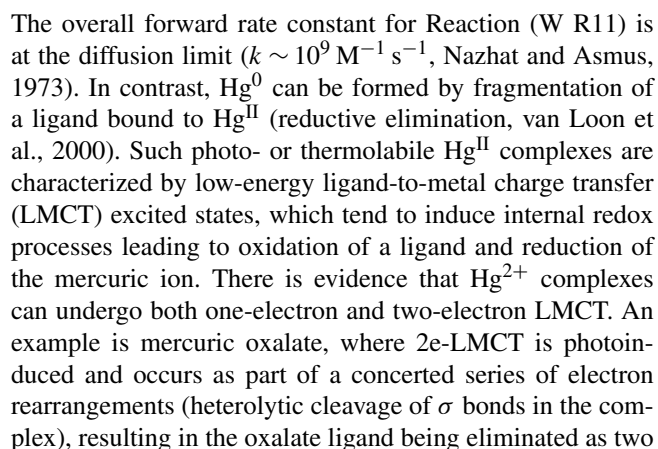 The overall forward rate constant for Reaction (W R11) is
at the diffusion limit (k ∼ 10⁹ M⁻¹ s⁻¹, Nazhat and Asmus,
1973). In contrast, Hg⁰ can be formed by fragmentation of
a ligand bound to Hgᴵᴵ (reductive elimination, van Loon et
al., 2000). Such photo- or thermolabile Hgᴵᴵ complexes are
characterized by low-energy ligand-to-metal charge transfer
(LMCT) excited states, which tend to induce internal redox
processes leading to oxidation of a ligand and reduction of
the mercuric ion. There is evidence that Hg²⁺ complexes
can undergo both one-electron and two-electron LMCT. An
example is mercuric oxalate, where 2e-LMCT is photoin-
duced and occurs as part of a concerted series of electron
rearrangements (heterolytic cleavage of σ bonds in the com-
plex), resulting in the oxalate ligand being eliminated as two